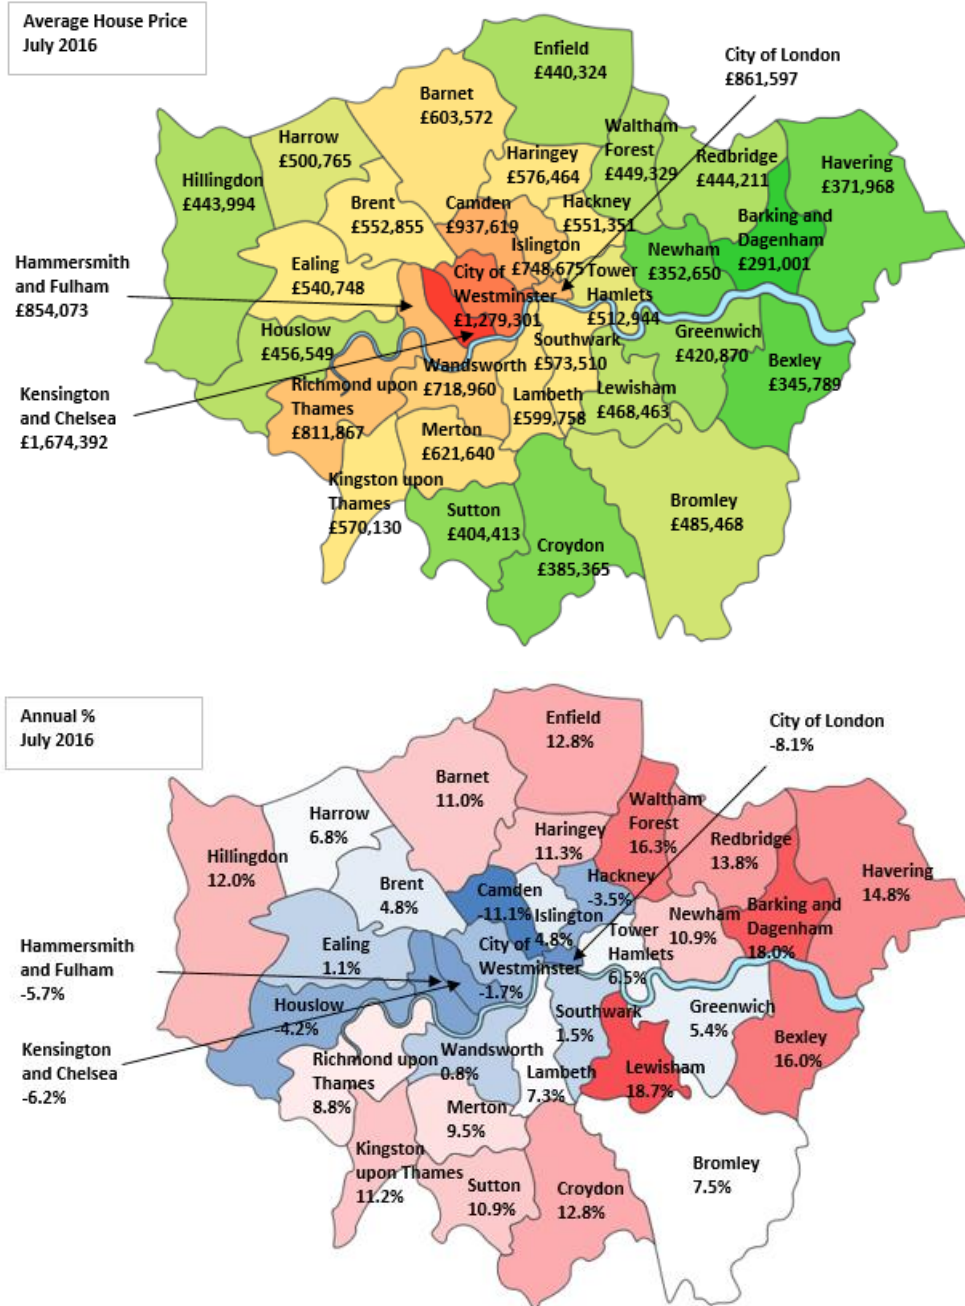 Average House Price
July 2016
Enfield
£440,324
City of London
£861,597
Barnet
£603,572
Waltham
Forest
£449,329
Harrow
£500,765
Haringey
£576,464
Redbridge
£444,211
Havering
£371,968
Hillingdon
£443,994
Brent
£552,855
Camden
£937,619
Hackney
£551,351
Barking and
Dagenham
£291,001
Islington
£748,675
Newham
£352,650
Hammersmith
and Fulham
£854,073
Ealing
£540,748
City of
Westminster
£1,279,301
Tower
Hamlets
£512,944
Houslow
£456,549
Southwark
£573,510
Greenwich
£420,870
Bexley
£345,789
Kensington
and Chelsea
£1,674,392
Richmond upon
Thames
£811,867
Wandsworth
£718,960
Lambeth
£599,758
Lewisham
£468,463
Merton
£621,640
Kingston upon
Thames
£570,130
Sutton
£404,413
Croydon
£385,365
Bromley
£485,468
Annual %
July 2016
Enfield
12.8%
City of London
-8.1%
Barnet
11.0%
Harrow
6.8%
Waltham
Forest
16.3%
Haringey
11.3%
Redbridge
13.8%
Hillingdon
12.0%
Havering
14.8%
Brent
4.8%
Camden
-11.1%
Hackney
-3.5%
Islington
4.8%
Newham
10.9%
Barking and
Dagenham
18.0%
Hammersmith
and Fulham
-5.7%
Ealing
1.1%
City of
Westminster
-1.7%
Tower
Hamlets
6.5%
Houslow
-4.2%
Southwark
1.5%
Greenwich
5.4%
Bexley
16.0%
Kensington
and Chelsea
-6.2%
Richmond upon
Thames
8.8%
Wandsworth
0.8%
Lambeth
7.3%
Lewisham
18.7%
Merton
9.5%
Kingston
upon Thames
11.2%
Sutton
10.9%
Croydon
12.8%
Bromley
7.5%